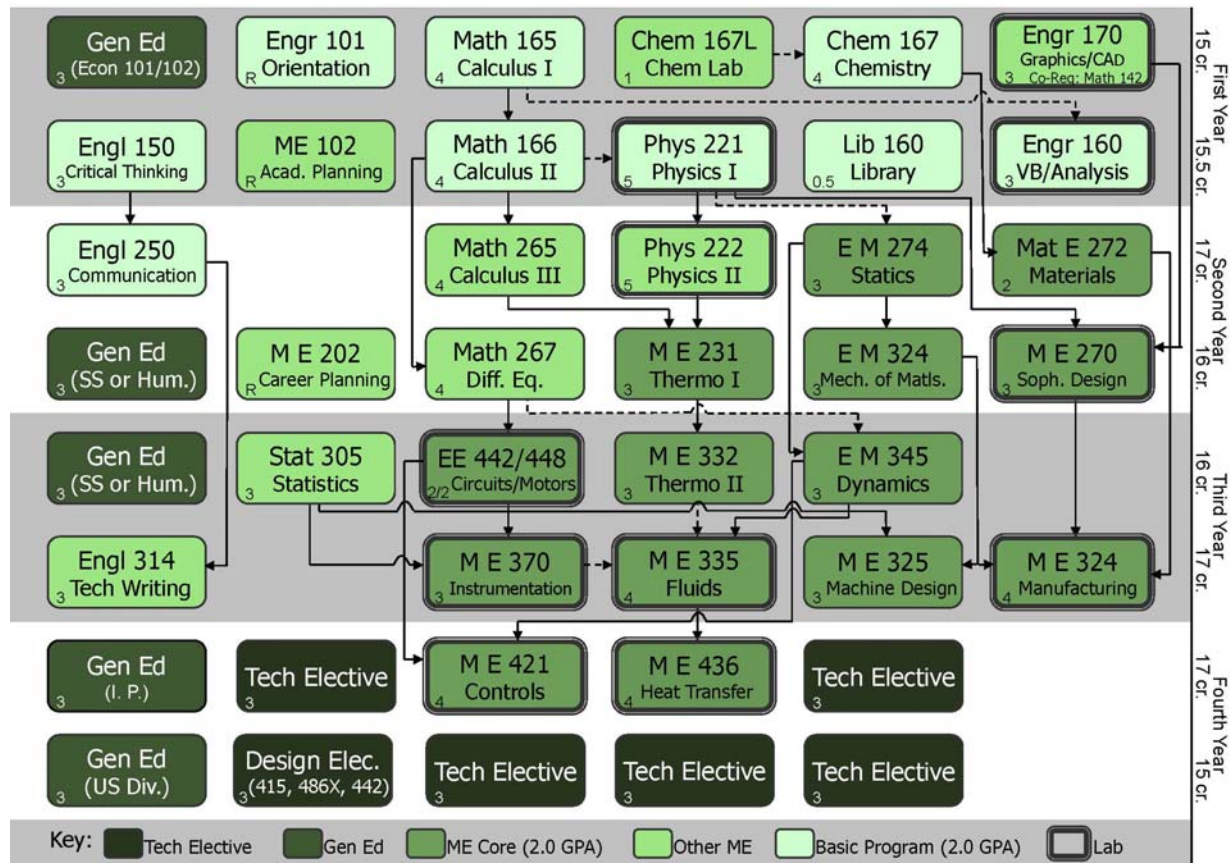 Gen Ed
(Econ 101/102)
3
Engr 101
Orientation
R
Math 165
Calculus I
4
Chem 167L
Chem Lab
1
Chem 167
Chemistry
4
Engr 170
Graphics/CAD
3 Co-Req: Math 142
15 cr.
First Year
Engl 150
Critical Thinking
3
ME 102
Acad. Planning
R
Math 166
Calculus II
4
Phys 221
Physics I
5
Lib 160
Library
0.5
Engr 160
VB/Analysis
3
15.5 cr.
Engl 250
Communication
3
Math 265
Calculus III
4
Phys 222
Physics II
5
E M 274
Statics
3
Mat E 272
Materials
2
17 cr.
Second Year
Gen Ed
(SS or Hum.)
3
M E 202
Career Planning
R
Math 267
Diff. Eq.
4
M E 231
Thermo I
3
E M 324
Mech. of Matls.
3
M E 270
Soph. Design
3
16 cr.
Gen Ed
(SS or Hum.)
3
Stat 305
Statistics
3
EE 442/448
Circuits/Motors
2/2
M E 332
Thermo II
3
E M 345
Dynamics
3
16 cr.
Third Year
Engl 314
Tech Writing
3
M E 370
Instrumentation
3
M E 335
Fluids
4
M E 325
Machine Design
3
M E 324
Manufacturing
4
17 cr.
Gen Ed
(I. P.)
3
Tech Elective
3
M E 421
Controls
4
M E 436
Heat Transfer
4
Tech Elective
3
17 cr.
Fourth Year
Gen Ed
(US Div.)
3
Design Elec.
(415, 486X, 442)
3
Tech Elective
3
Tech Elective
3
Tech Elective
3
15 cr.
Key: Tech Elective Gen Ed ME Core (2.0 GPA) Other ME Basic Program (2.0 GPA) Lab